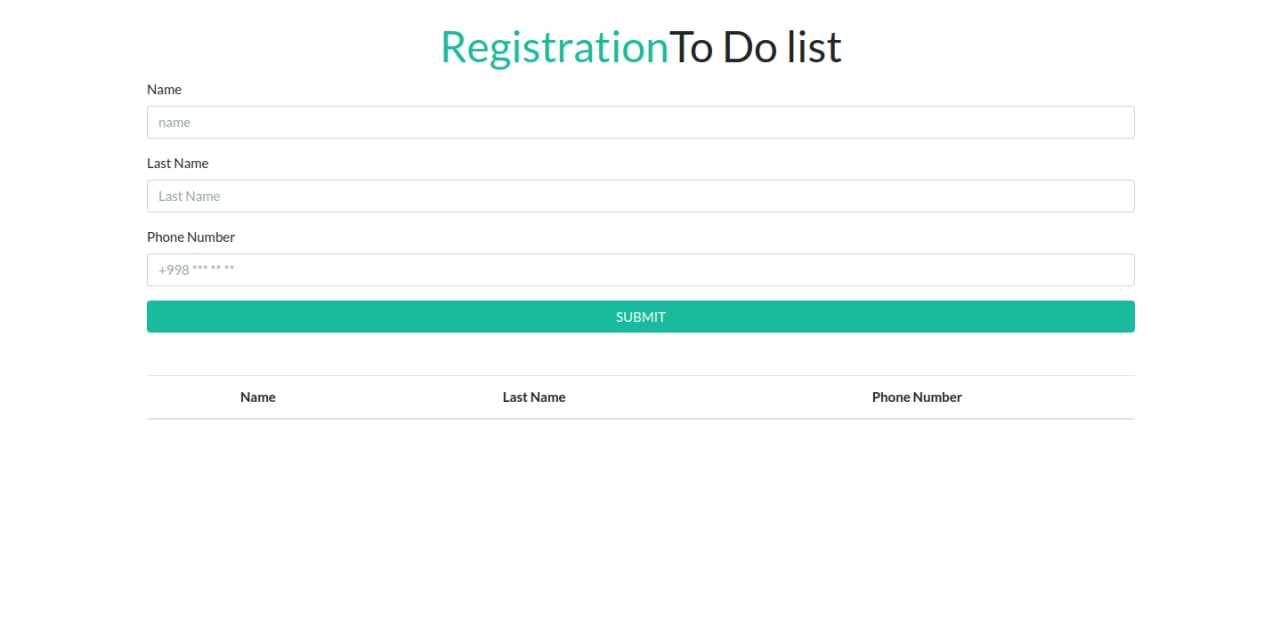 RegistrationTo Do list
Name
name
Last Name
Last Name
Phone Number
+998 *** ** **
SUBMIT
Name Last Name Phone Number